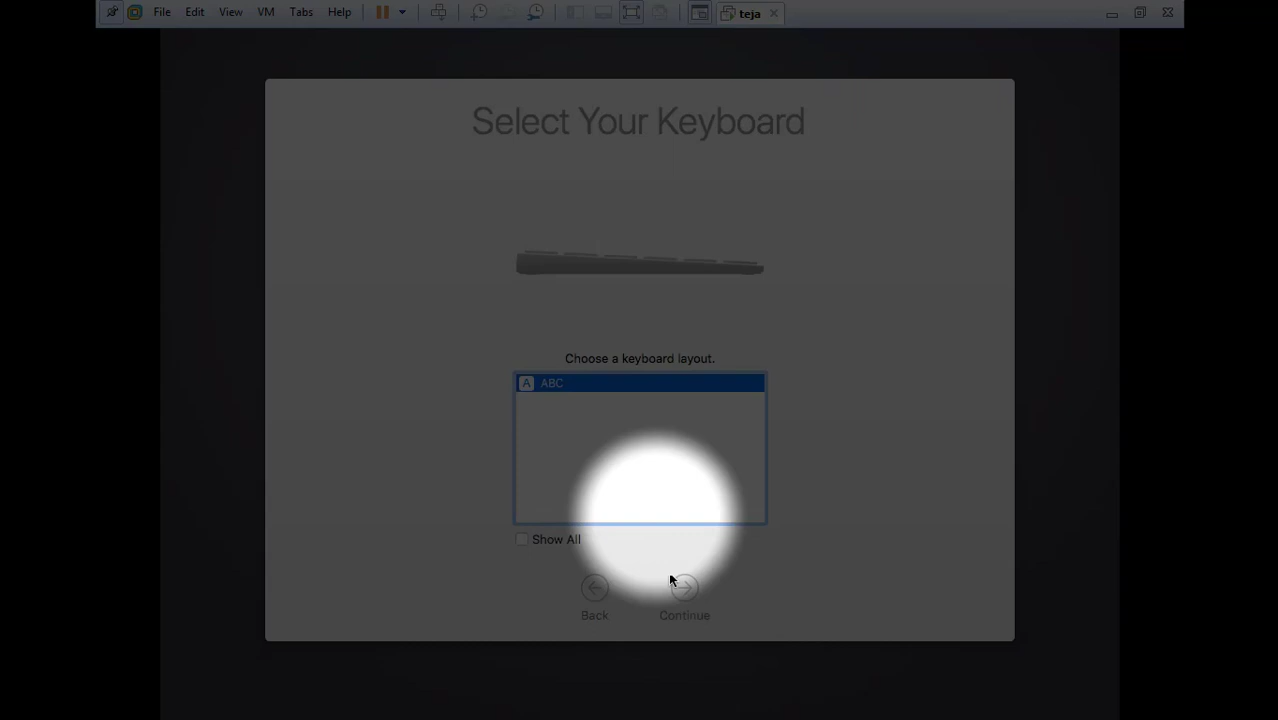 File Edit View VM Tabs Help teja
Select Your Keyboard
Choose a keyboard layout.
A ABC
Show All
Back Continue